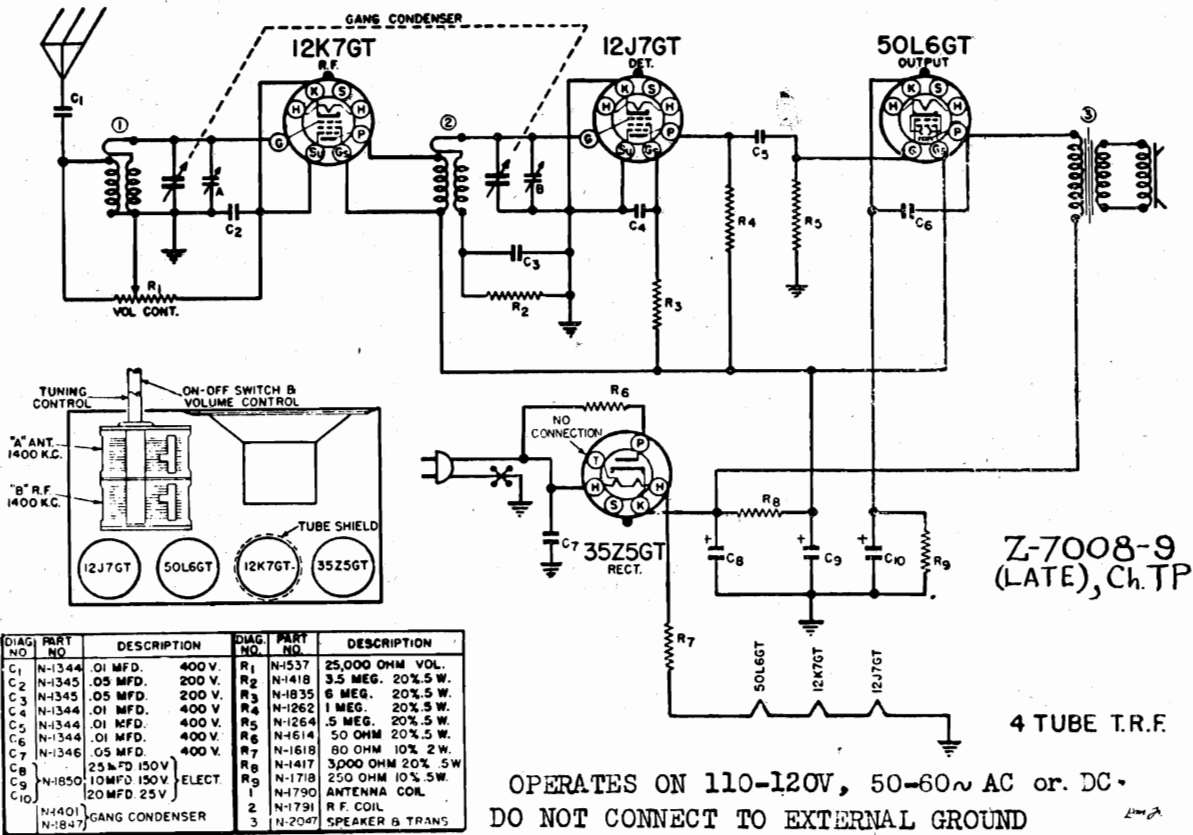 GANG CONDENSER
12K7GT
R.F.
12J7GT
DET.
50L6GT
OUTPUT
K S
H H
G P
Su Gs
K S
H H
G P
Su Gs
K S
H H
P
G Gs
C1
1
A
C2
R1
VOL CONT.
2
B
C3
R2
C4
R3
R4
C5
R5
C6
3
TUNING CONTROL
ON-OFF SWITCH &
VOLUME CONTROL
"A" ANT.
1400 K.C.
"B" R.F.
1400 K.C.
TUBE SHIELD
12J7GT
50L6GT
12K7GT.
35Z5GT
R6
NO
CONNECTION
P
T
H H
S K
C7
35Z5GT
RECT.
R8
+ C8
+ C9
+ C10
R9
R7
50L6GT
12K7GT
12J7GT
Z-7008-9
(LATE), Ch. TP
4 TUBE T.R.F.
DIAG. NO. PART NO DESCRIPTION DIAG. NO. PART NO. DESCRIPTION
C1 N-1344 .01 MFD. 400 V. R1 N-1537 25,000 OHM VOL.
C2 N-1345 .05 MFD. 200 V. R2 N-1418 3.5 MEG. 20% .5 W.
C3 N-1345 .05 MFD. 200 V. R3 N-1835 6 MEG. 20% .5 W.
C4 N-1344 .01 MFD. 400 V R4 N-1262 1 MEG. 20% .5 W.
C5 N-1344 .01 MFD. 400 V. R5 N-1264 .5 MEG. 20% .5 W.
C6 N-1344 .01 MFD. 400 V. R6 N-1614 50 OHM 20% .5 W.
C7 N-1346 .05 MFD. 400 V. R7 N-1618 80 OHM 10% 2 W.
C8 25 MFD. 150 V R8 N-1417 3,000 OHM 20% .5W
C9 N-1850 10 MFD. 150 V. ELECT. R9 N-1718 250 OHM 10% .5W.
C10 20 MFD. 25 V 1 N-1790 ANTENNA COIL
N-1401 GANG CONDENSER 2 N-1791 R.F. COIL
N-1847 3 N-2047 SPEAKER & TRANS
OPERATES ON 110-120V, 50-60~ AC or. DC.
DO NOT CONNECT TO EXTERNAL GROUND